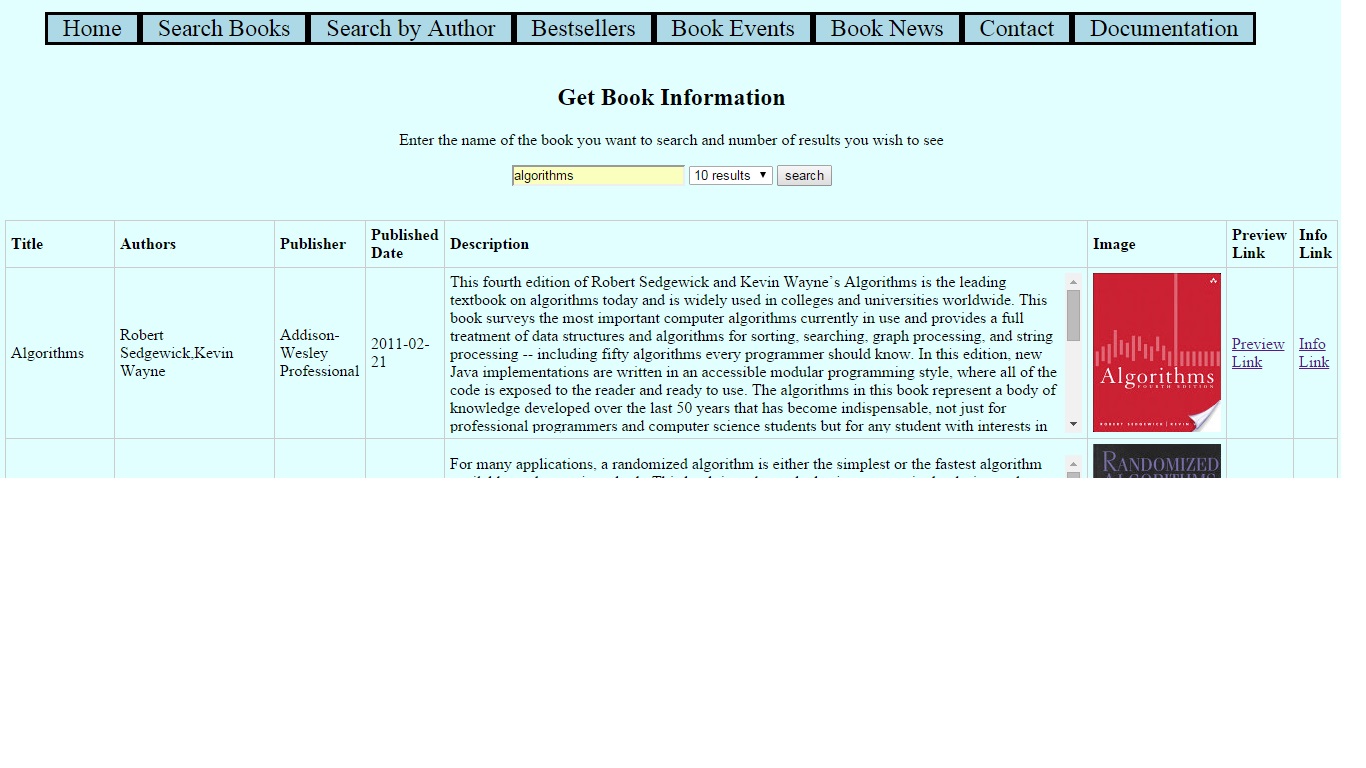 Home Search Books Search by Author Bestsellers Book Events Book News Contact Documentation
Get Book Information
Enter the name of the book you want to search and number of results you wish to see
algorithms 10 results search
Title Authors Publisher Published Date Description Image Preview Link Info Link
Algorithms
Robert
Sedgewick,Kevin
Wayne
Addison-
Wesley
Professional
2011-02-
21
This fourth edition of Robert Sedgewick and Kevin Wayne`s Algorithms is the leading
textbook on algorithms today and is widely used in colleges and universities worldwide. This
book surveys the most important computer algorithms currently in use and provides a full
treatment of data structures and algorithms for sorting, searching, graph processing, and string
processing -- including fifty algorithms every programmer should know. In this edition, new
Java implementations are written in an accessible modular programming style, where all of the
code is exposed to the reader and ready to use. The algorithms in this book represent a body of
knowledge developed over the last 50 years that has become indispensable, not just for
professional programmers and computer science students but for any student with interests in
Algorithms
FOURTH EDITION
ROBERT SEDGEWICK | KEVIN
Preview
Link
Info
Link
For many applications, a randomized algorithm is either the simplest or the fastest algorithm
RANDOMIZED
ALGORITHMS